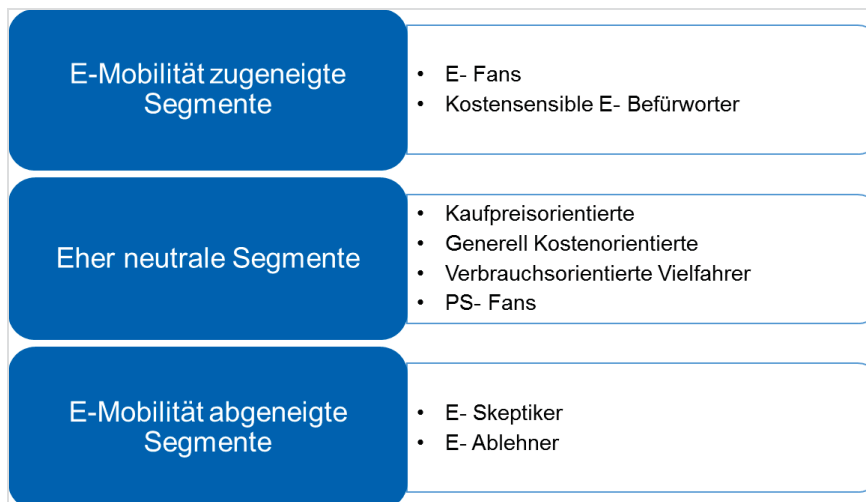 E-Mobilität zugeneigte
Segmente
• E- Fans
• Kostensensible E- Befürworter
Eher neutrale Segmente
• Kaufpreisorientierte
• Generell Kostenorientierte
• Verbrauchsorientierte Vielfahrer
• PS- Fans
E-Mobilität abgeneigte
Segmente
• E- Skeptiker
• E- Ablehner